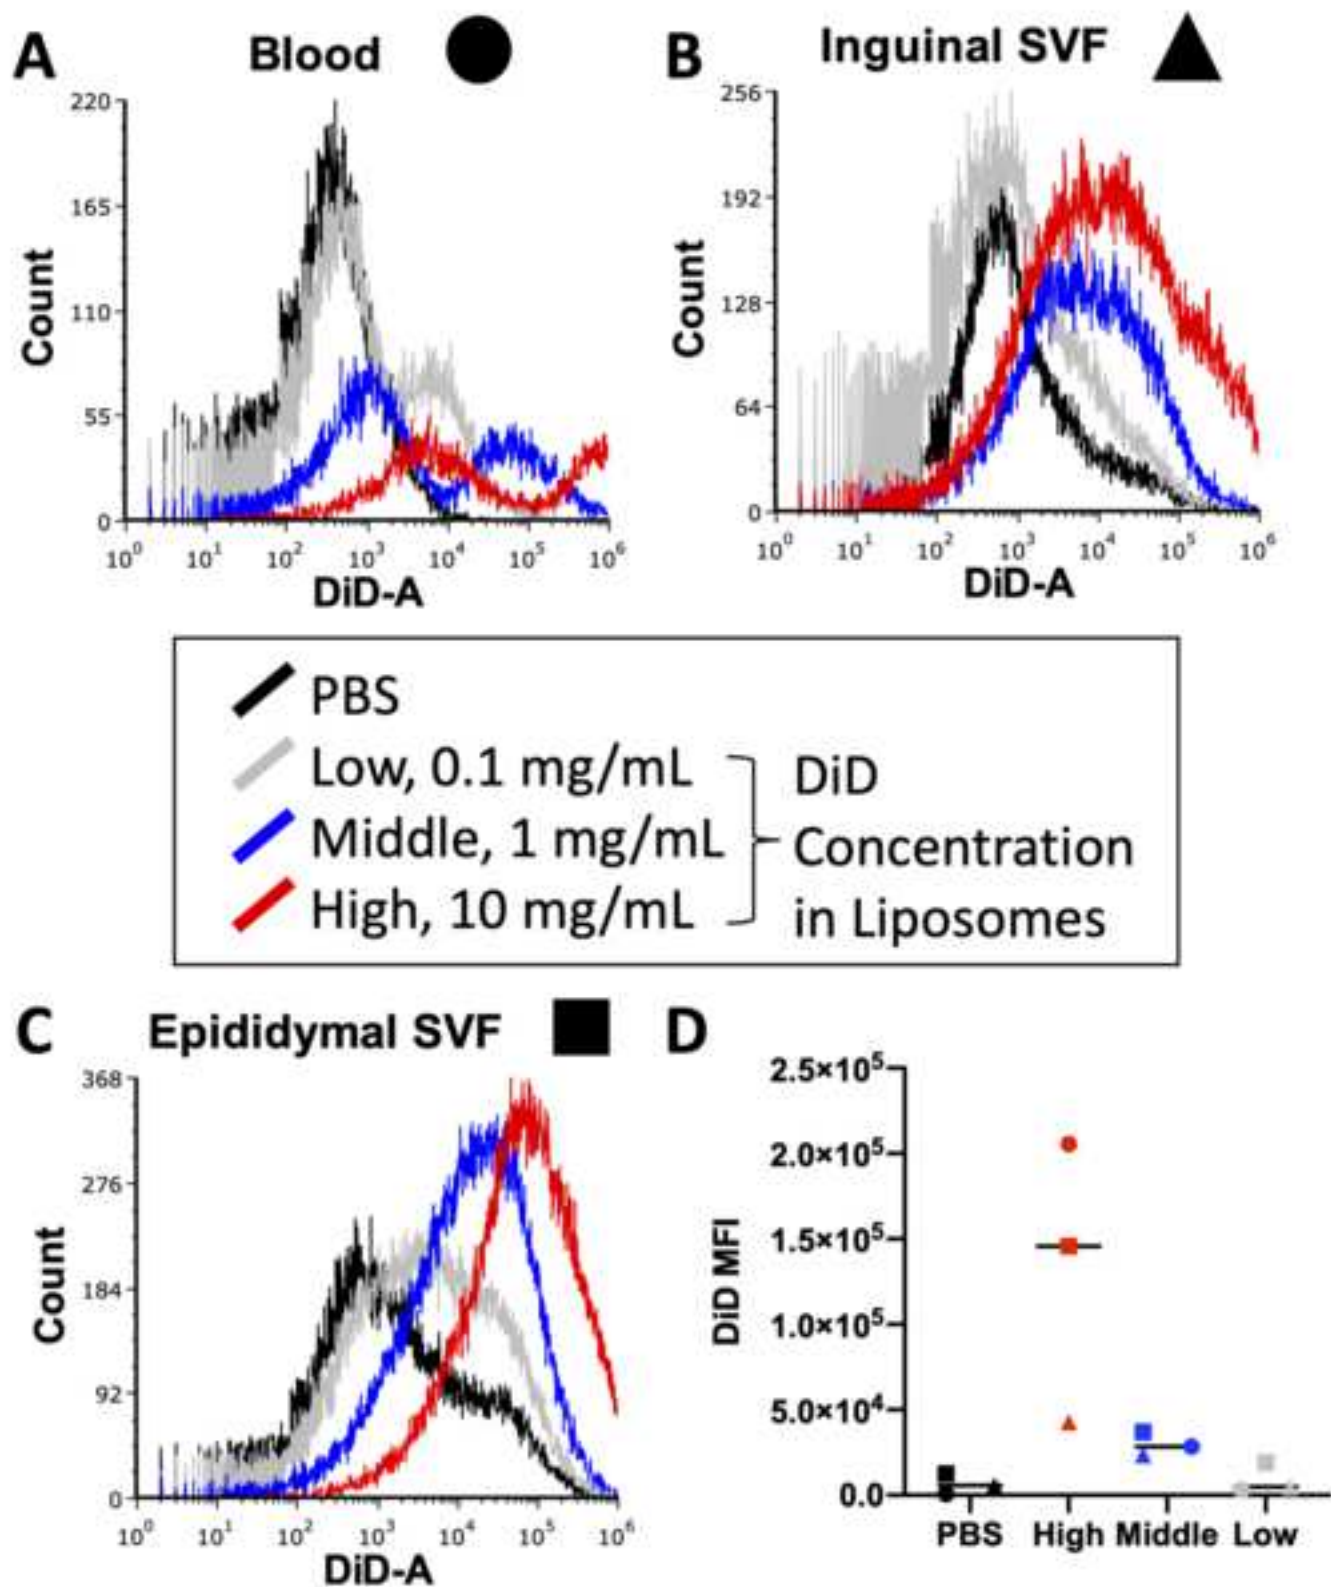 A
Blood
220
165
110
55
0
Count
10⁰ 10¹ 10² 10³ 10⁴ 10⁵ 10⁶
DiD-A
B
Inguinal SVF
256
192
128
64
0
Count
10⁰ 10¹ 10² 10³ 10⁴ 10⁵ 10⁶
DiD-A
PBS
Low, 0.1 mg/mL
Middle, 1 mg/mL
High, 10 mg/mL
DiD
Concentration
in Liposomes
C
Epididymal SVF
368
276
184
92
0
Count
10⁰ 10¹ 10² 10³ 10⁴ 10⁵ 10⁶
DiD-A
D
2.5×10⁵
2.0×10⁵
1.5×10⁵
1.0×10⁵
5.0×10⁴
0.0
DiD MFI
PBS High Middle Low